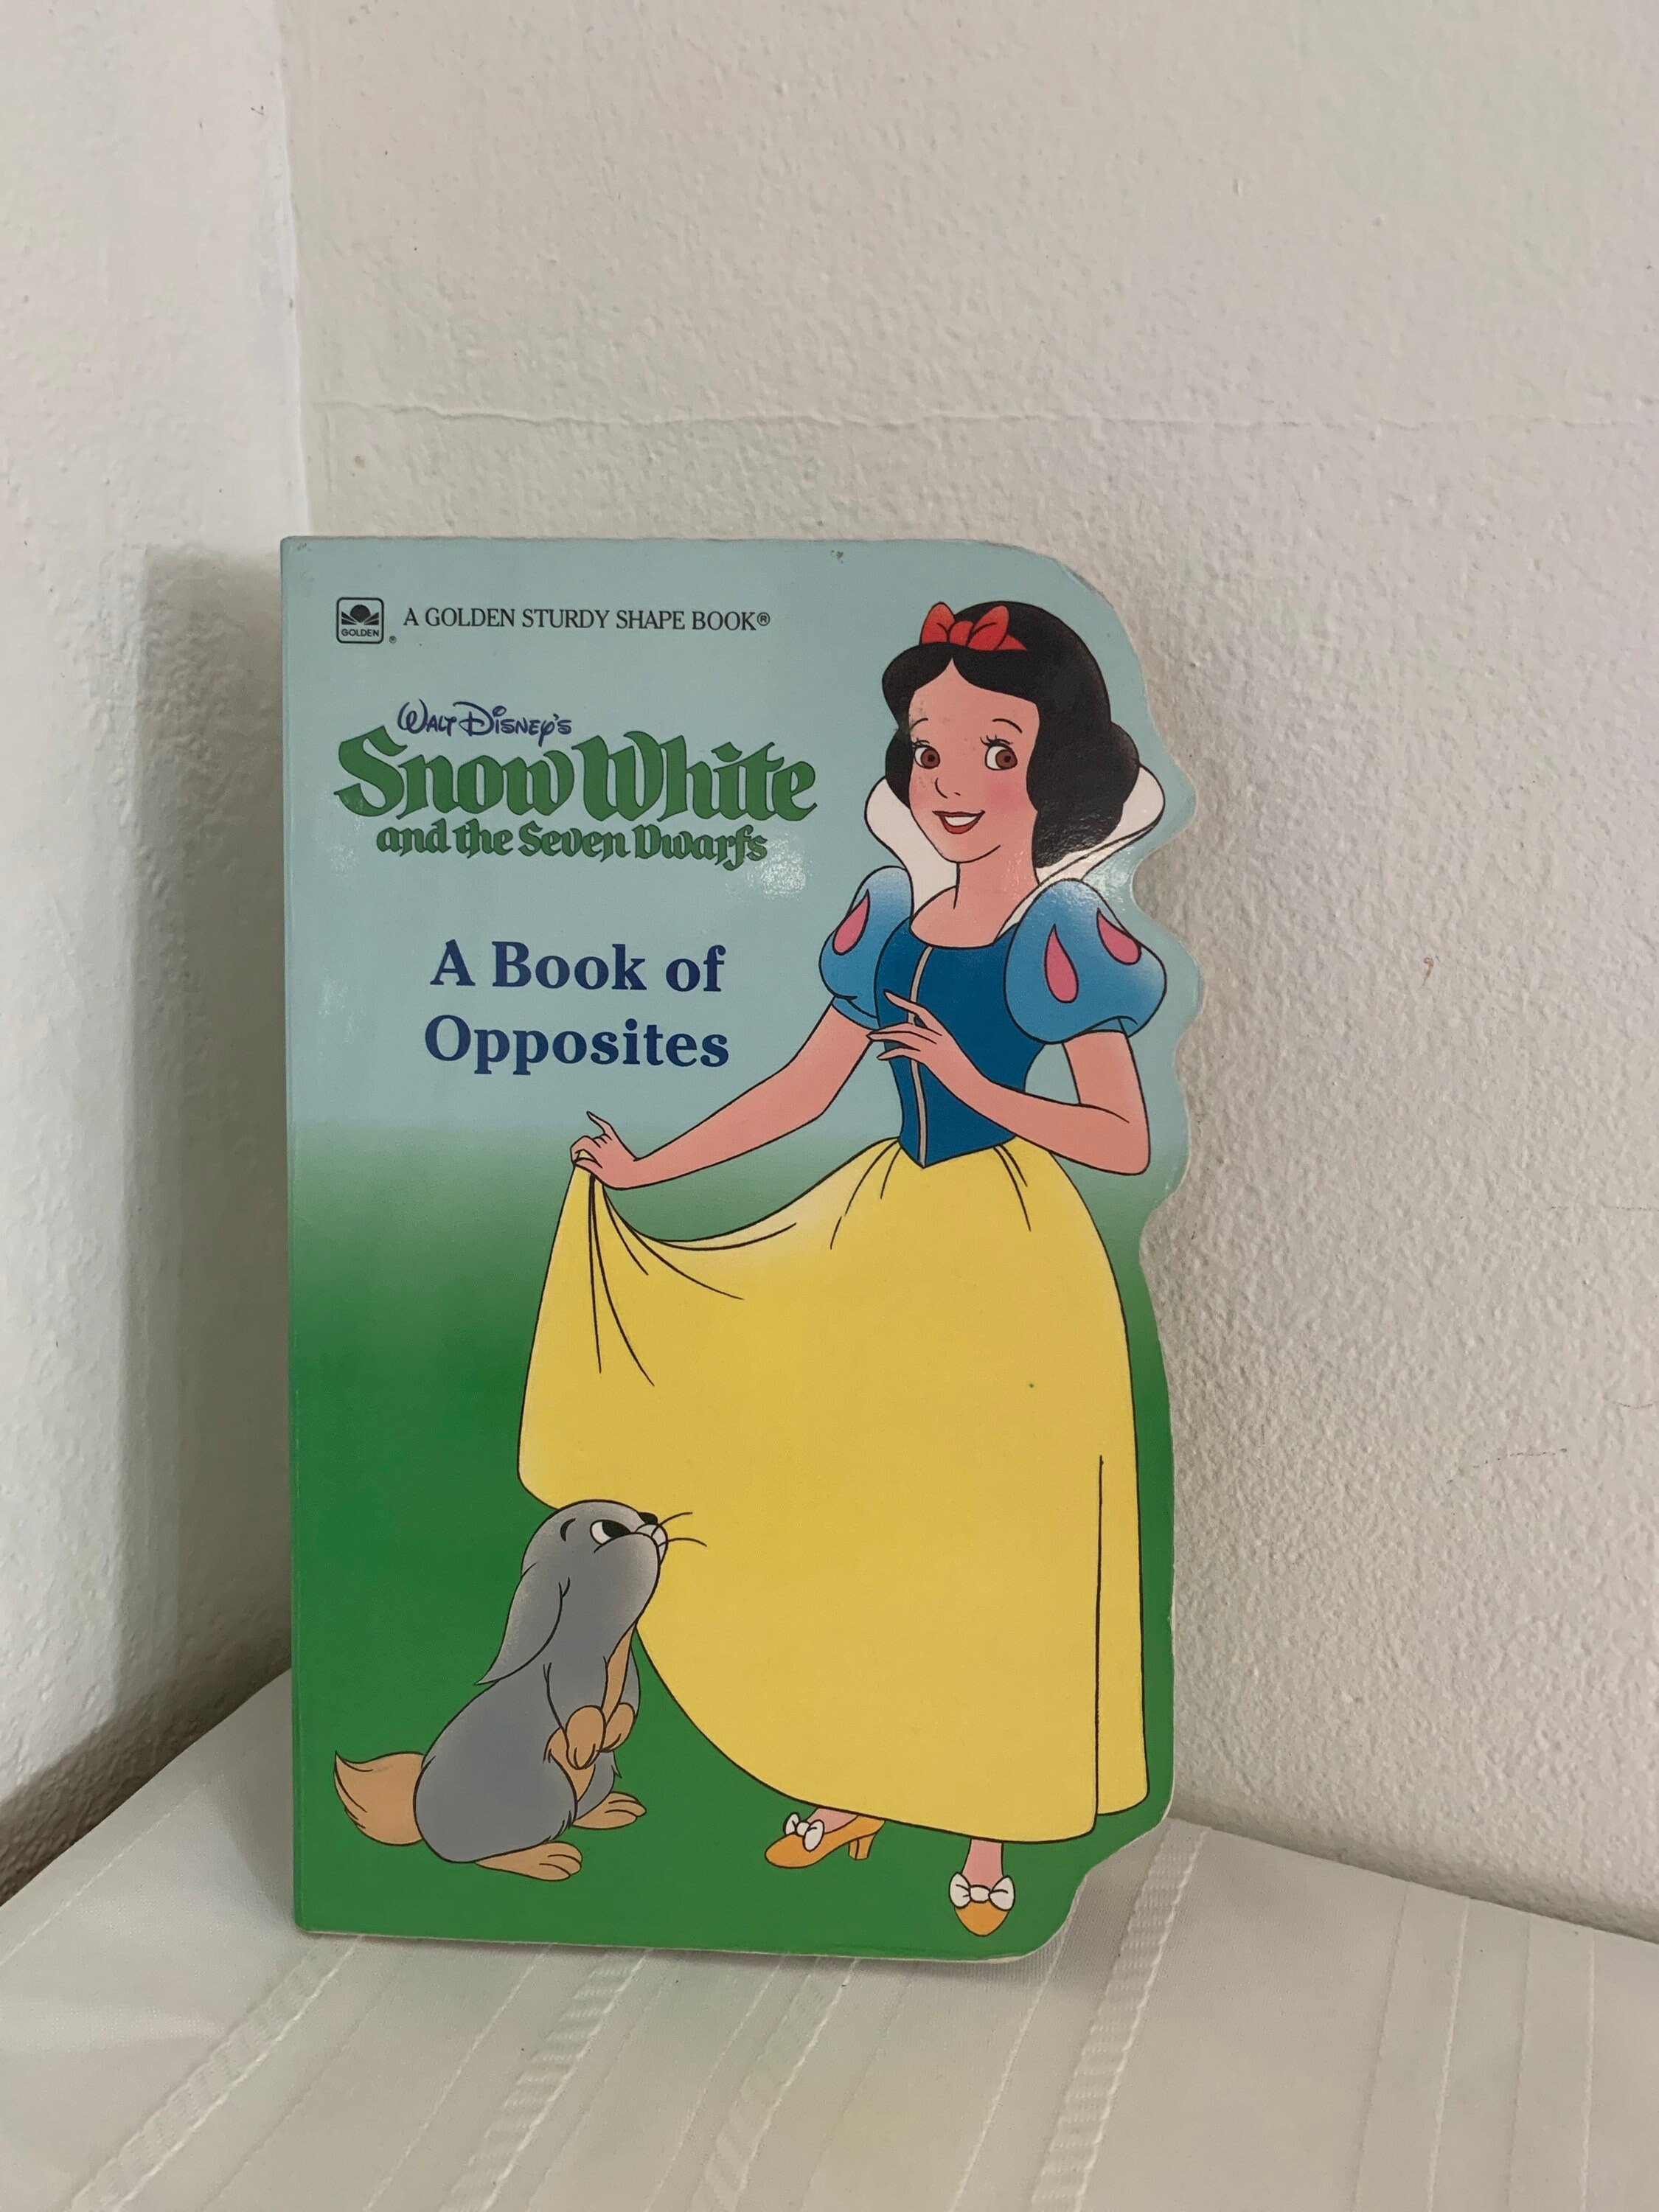 GOLDEN ®
A GOLDEN STURDY SHAPE BOOK®
WALT DISNEY'S
Snow White
and the Seven Dwarfs
A Book of
Opposites